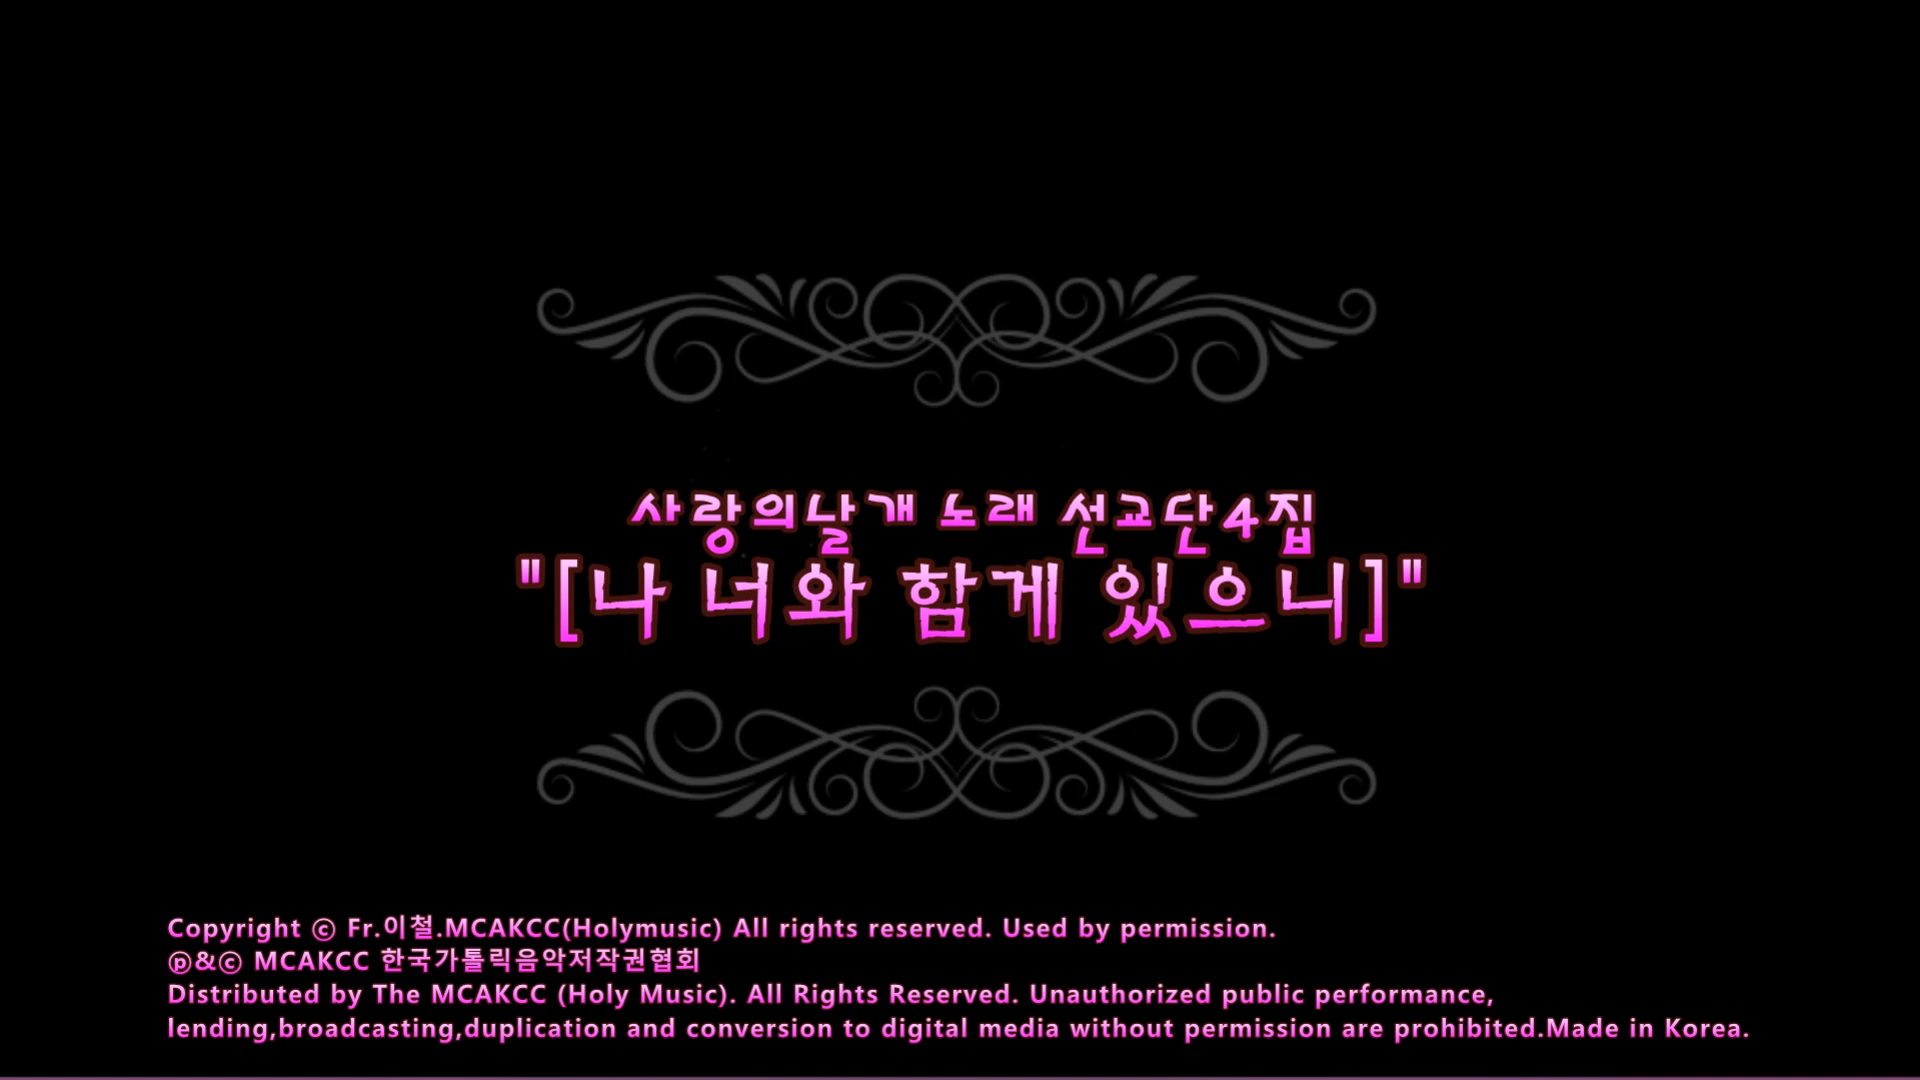 사랑의날개 노래 선교단4집
"[나 너와 함게 있으니]"
Copyright ⓒ Fr.이철.MCAKCC(Holymusic) All rights reserved. Used by permission.
ⓟ&ⓒ MCAKCC 한국가톨릭음악저작권협회
Distributed by The MCAKCC (Holy Music). All Rights Reserved. Unauthorized public performance,
lending,broadcasting,duplication and conversion to digital media without permission are prohibited.Made in Korea.